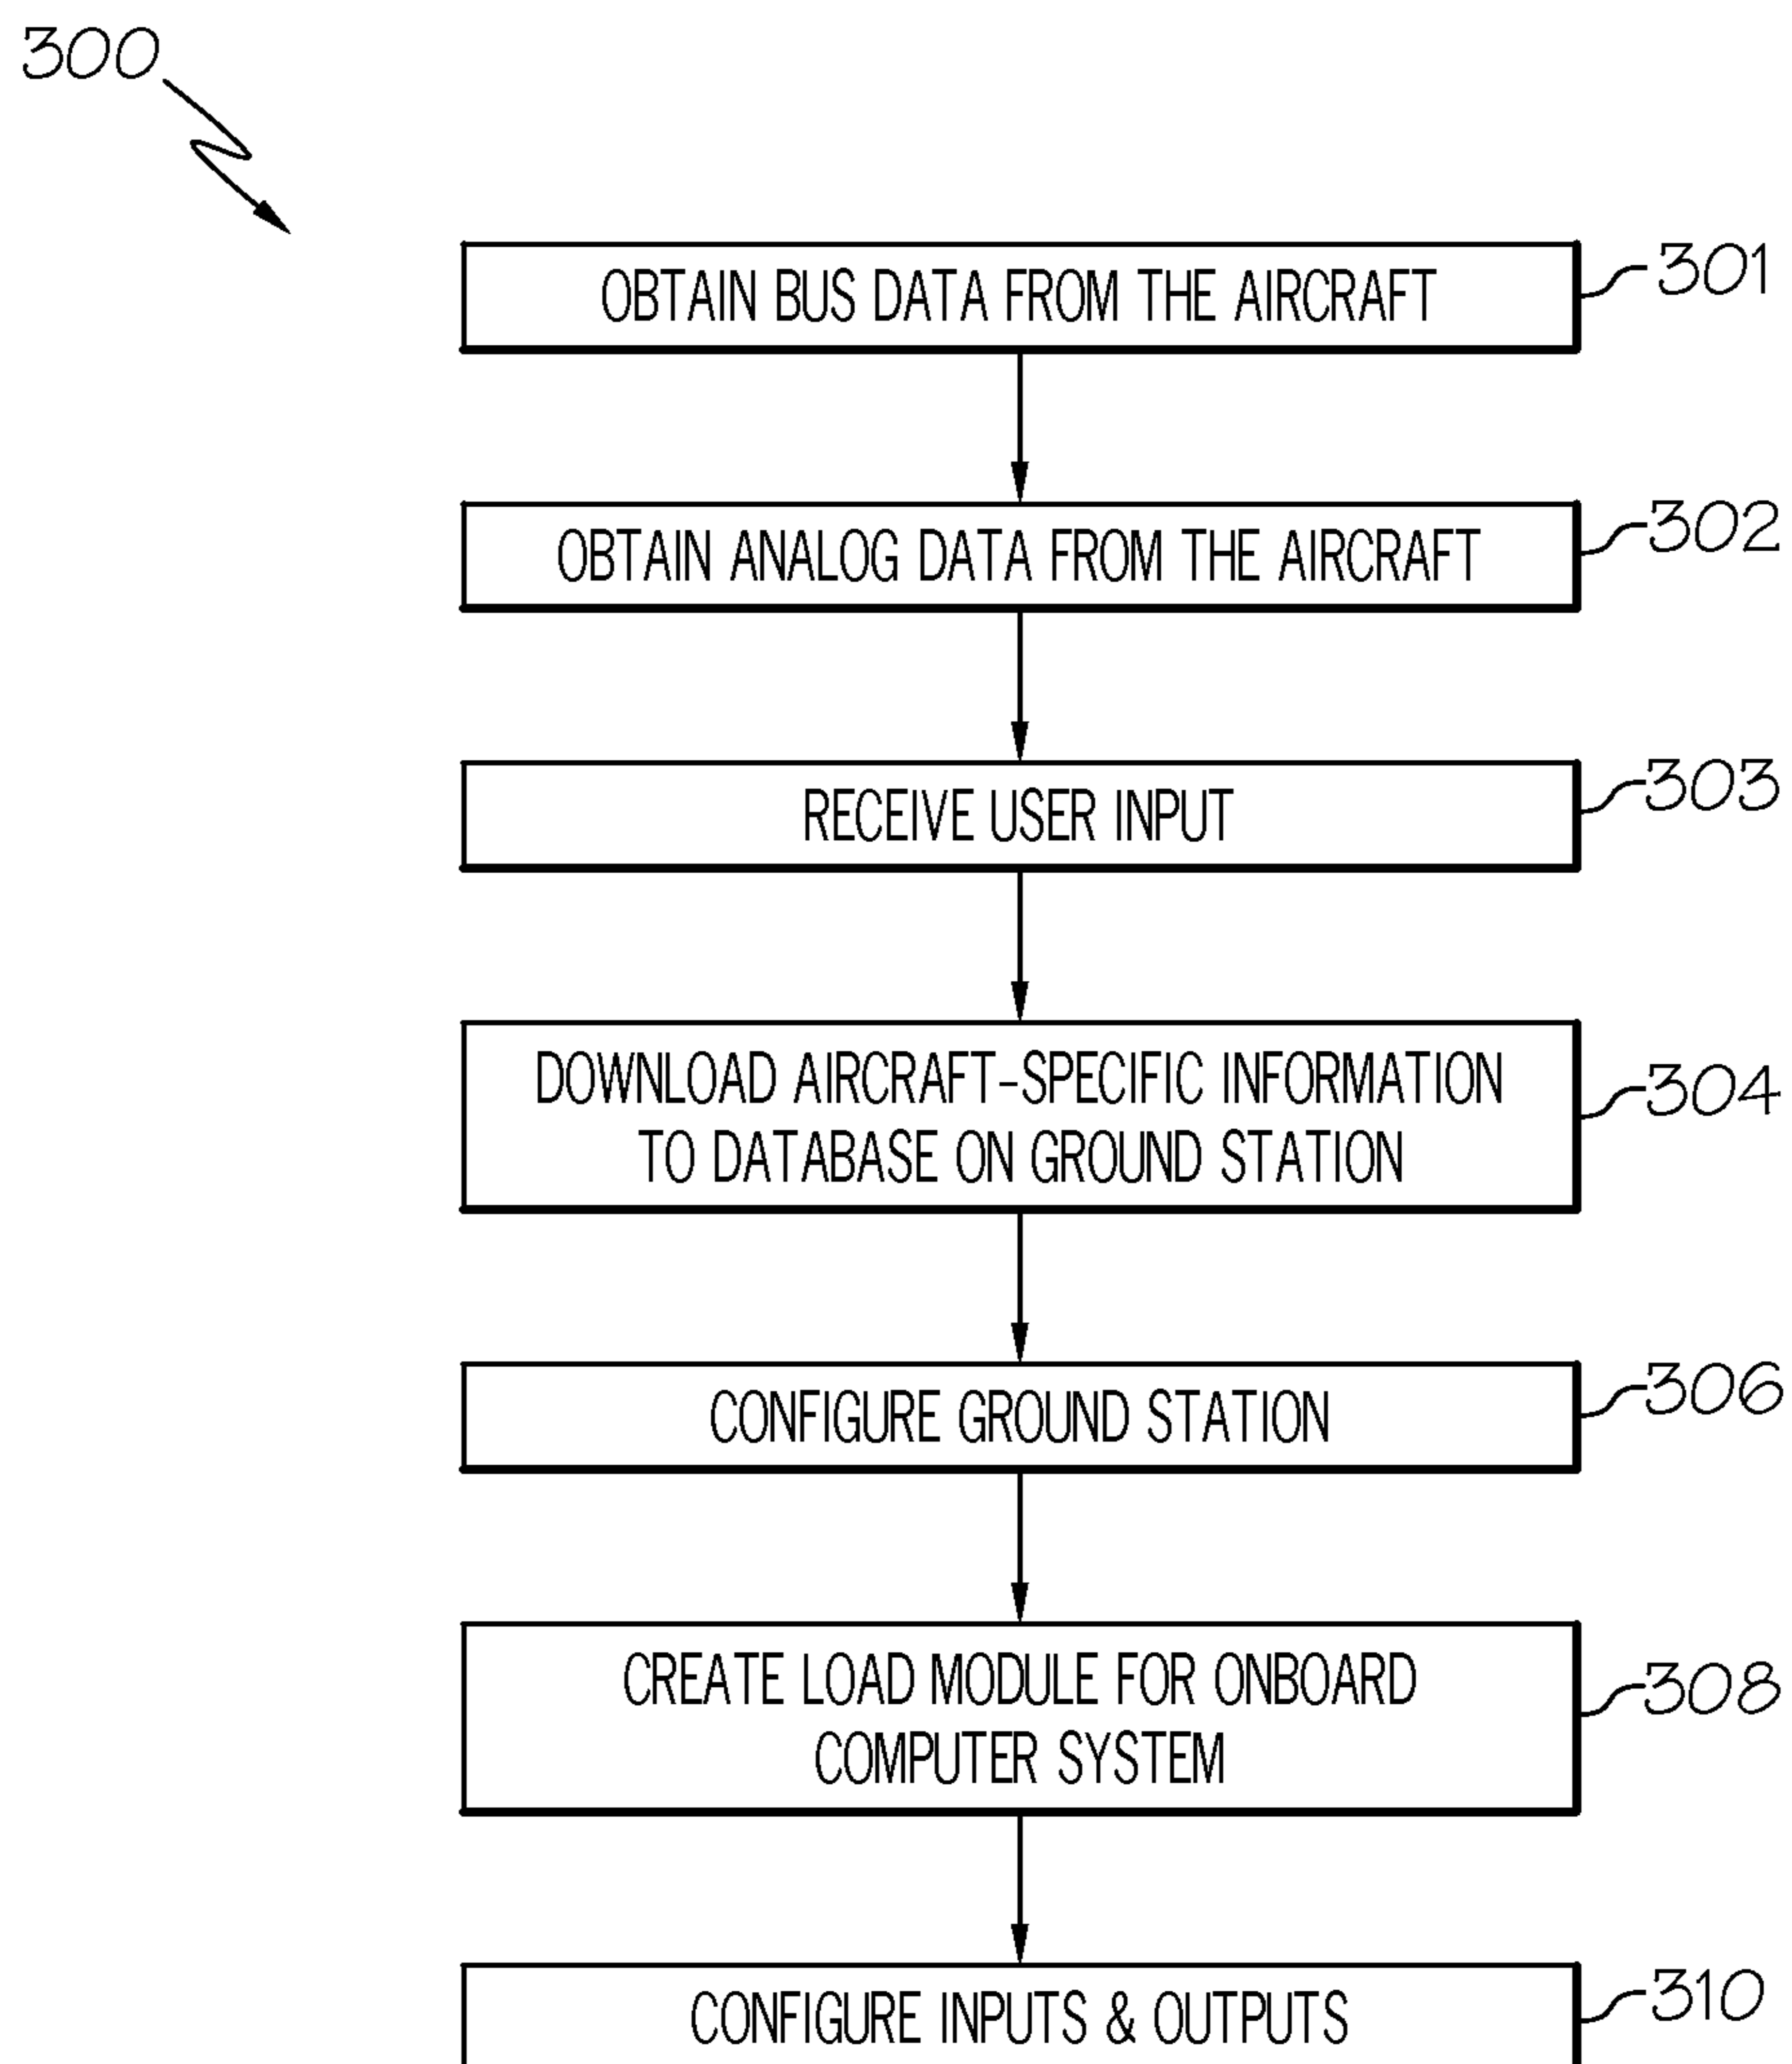 300
OBTAIN BUS DATA FROM THE AIRCRAFT
301
OBTAIN ANALOG DATA FROM THE AIRCRAFT
302
RECEIVE USER INPUT
303
DOWNLOAD AIRCRAFT-SPECIFIC INFORMATION
TO DATABASE ON GROUND STATION
304
CONFIGURE GROUND STATION
306
CREATE LOAD MODULE FOR ONBOARD
COMPUTER SYSTEM
308
CONFIGURE INPUTS & OUTPUTS
310